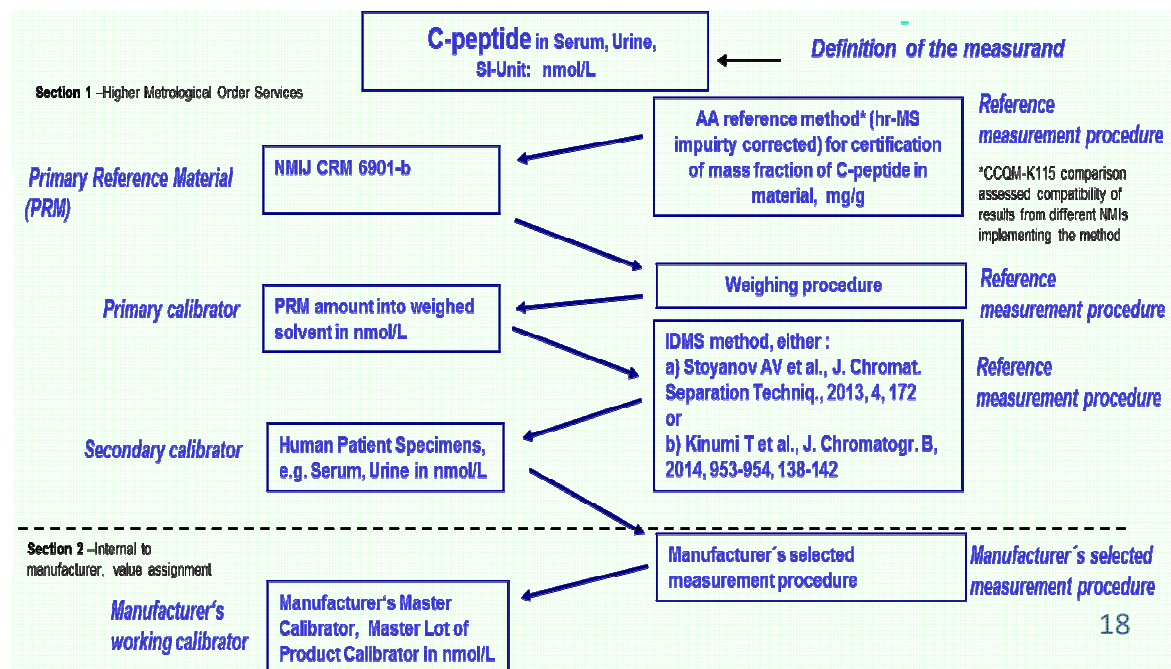 C-peptide in Serum, Urine,
SI-Unit: nmol/L
Definition of the measurand
Section 1 –Higher Metrological Order Services
AA reference method* (hr-MS
impuirty corrected) for certification
of mass fraction of C-peptide in
material, mg/g
Reference
measurement procedure
*CCQM-K115 comparison
assessed compatibility of
results from different NMIs
implementing the method
Primary Reference Material
(PRM)
NMIJ CRM 6901-b
Weighing procedure
Reference
measurement procedure
Primary calibrator
PRM amount into weighed
solvent in nmol/L
IDMS method, either :
a) Stoyanov AV et al., J. Chromat.
Separation Techniq., 2013, 4, 172
or
b) Kinumi T et al., J. Chromatogr. B,
2014, 953-954, 138-142
Reference
measurement procedure
Secondary calibrator
Human Patient Specimens,
e.g. Serum, Urine in nmol/L
Section 2 –Internal to
manufacturer, value assignment
Manufacturer´s selected
measurement procedure
Manufacturer´s selected
measurement procedure
Manufacturer‘s
working calibrator
Manufacturer‘s Master
Calibrator, Master Lot of
Product Calibrator in nmol/L
18